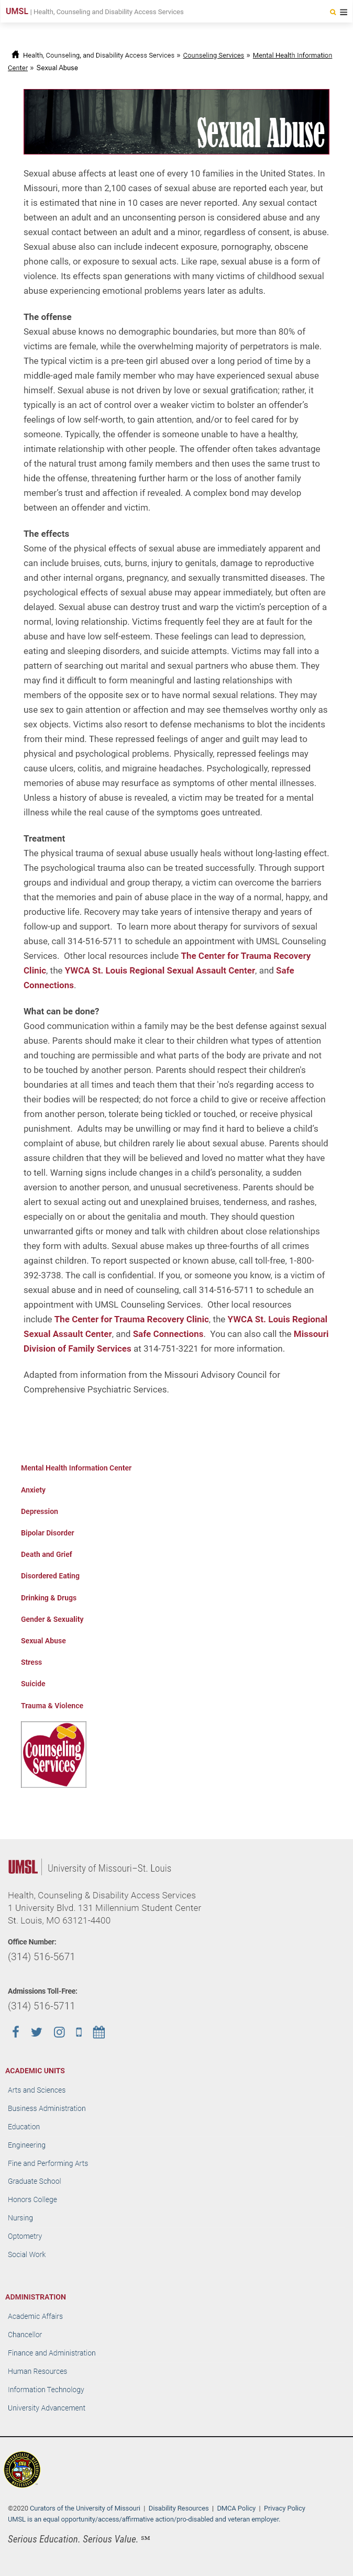 UMSL | Health, Counseling and Disability Access Services
Health, Counseling, and Disability Access Services » Counseling Services » Mental Health Information
Center » Sexual Abuse
Sexual Abuse
Sexual abuse affects at least one of every 10 families in the United States. In
Missouri, more than 2,100 cases of sexual abuse are reported each year, but
it is estimated that nine in 10 cases are never reported. Any sexual contact
between an adult and an unconsenting person is considered abuse and any
sexual contact between an adult and a minor, regardless of consent, is abuse.
Sexual abuse also can include indecent exposure, pornography, obscene
phone calls, or exposure to sexual acts. Like rape, sexual abuse is a form of
violence. Its effects span generations with many victims of childhood sexual
abuse experiencing emotional problems years later as adults.
The offense
Sexual abuse knows no demographic boundaries, but more than 80% of
victims are female, while the overwhelming majority of perpetrators is male.
The typical victim is a pre-teen girl abused over a long period of time by a
middle-aged male family member who may have experienced sexual abuse
himself. Sexual abuse is not driven by love or sexual gratification; rather, it
typically is an act of control over a weaker victim to bolster an offender's
feelings of low self-worth, to gain attention, and/or to feel cared for by
someone. Typically, the offender is someone unable to have a healthy,
intimate relationship with other people. The offender often takes advantage
of the natural trust among family members and then uses the same trust to
hide the offense, threatening further harm or the loss of a family if the
victim's trust and affection if revealed. A complex bond may develop
between an offender and victim.
The effects
Some of the physical effects of sexual abuse are immediately apparent and
can include bruises, cuts, burns, injury to genitals, damage to reproductive
and other internal organs, pregnancy, and sexually transmitted diseases. The
psychological effects of sexual abuse may appear immediately, but often are
delayed. Sexual abuse can destroy trust and warp the victim's perception of a
normal, loving relationship. Victims frequently feel they are at fault for the
abuse and have low self-esteem. These feelings can lead to depression,
eating and sleeping disorders, and suicide attempts. Victims may fall into a
pattern of searching out marital and sexual partners who abuse them. They
may find it difficult to form meaningful and lasting relationships with
members of the opposite sex or to have normal sexual relations. They may
use sex to gain attention or affection and may see themselves worthy only as
sex objects. Victims also resort to defense mechanisms to blot the incidents
from their mind. These repressed feelings of anger and guilt may lead to
physical and psychological problems. Physically, repressed feelings may
cause ulcers, colitis, and migraine headaches. Psychologically, repressed
memories of abuse may resurface as symptoms of other mental illnesses.
Unless a history of abuse is revealed, a victim may be treated for a mental
illness while the real cause of the symptoms goes untreated.
Treatment
The physical trauma of sexual abuse usually heals without long-lasting effect.
The psychological trauma also can be treated successfully. Through support
groups and individual and group therapy, a victim can overcome the barriers
that the memories and pain of abuse place in the way of a normal, happy, and
productive life. Recovery may take years of intensive therapy and years of
follow-up and support. To learn more about therapy for survivors of sexual
abuse, call 314-516-5711 to schedule an appointment with UMSL Counseling
Services. Other local resources include The Center for Trauma Recovery
Clinic, the YWCA St. Louis Regional Sexual Assault Center, and Safe
Connections.
What can be done?
Good communication within a family may be the best defense against sexual
abuse. Parents should make it clear to their children what types of attention
and touching are permissible and what parts of the body are private and not
to be touched by another person. Parents should respect their children's
boundaries at all times and teach them that their 'no's regarding access to
their bodies will be respected; do not force a child to give or receive affection
from another person, tolerate being tickled or touched, or receive physical
punishment. Adults may be unwilling or may find it hard to believe a child's
complaint of abuse, but children rarely lie about sexual abuse. Parents should
assure children that they will be believed and loved no matter what they have
to tell. Warning signs include changes in a child's personality, a sudden
aversion to another person, and unusual secretiveness. Parents should be
alert to sexual acting out and unexplained bruises, tenderness, and rashes,
especially on or about the genitalia and mouth. They should question
unwarranted gifts or money and talk with children about close relationships
they form with adults. Sexual abuse makes up three-fourths of all crimes
against children. To report suspected or known abuse, call toll-free, 1-800-
392-3738. The call is confidential. If you, or someone you know, is a victim of
sexual abuse and in need of counseling, call 314-516-5711 to schedule an
appointment with UMSL Counseling Services. Other local resources
include The Center for Trauma Recovery Clinic, the YWCA St. Louis Regional
Sexual Assault Center, and Safe Connections. You can also call the Missouri
Division of Family Services at 314-751-3221 for more information.
Adapted from information from the Missouri Advisory Council for
Comprehensive Psychiatric Services.
Mental Health Information Center
Anxiety
Depression
Bipolar Disorder
Death and Grief
Disordered Eating
Drinking & Drugs
Gender & Sexuality
Sexual Abuse
Stress
Suicide
Trauma & Violence
Counseling
Services
UMSL | University of Missouri–St. Louis
Health, Counseling & Disability Access Services
1 University Blvd. 131 Millennium Student Center
St. Louis, MO 63121-4400
Office Number:
(314) 516-5671
Admissions Toll-Free:
(314) 516-5711
ACADEMIC UNITS
Arts and Sciences
Business Administration
Education
Engineering
Fine and Performing Arts
Graduate School
Honors College
Nursing
Optometry
Social Work
ADMINISTRATION
Academic Affairs
Chancellor
Finance and Administration
Human Resources
Information Technology
University Advancement
©2020 Curators of the University of Missouri | Disability Resources | DMCA Policy | Privacy Policy
UMSL is an equal opportunity/access/affirmative action/pro-disabled and veteran employer.
Serious Education. Serious Value. ℠